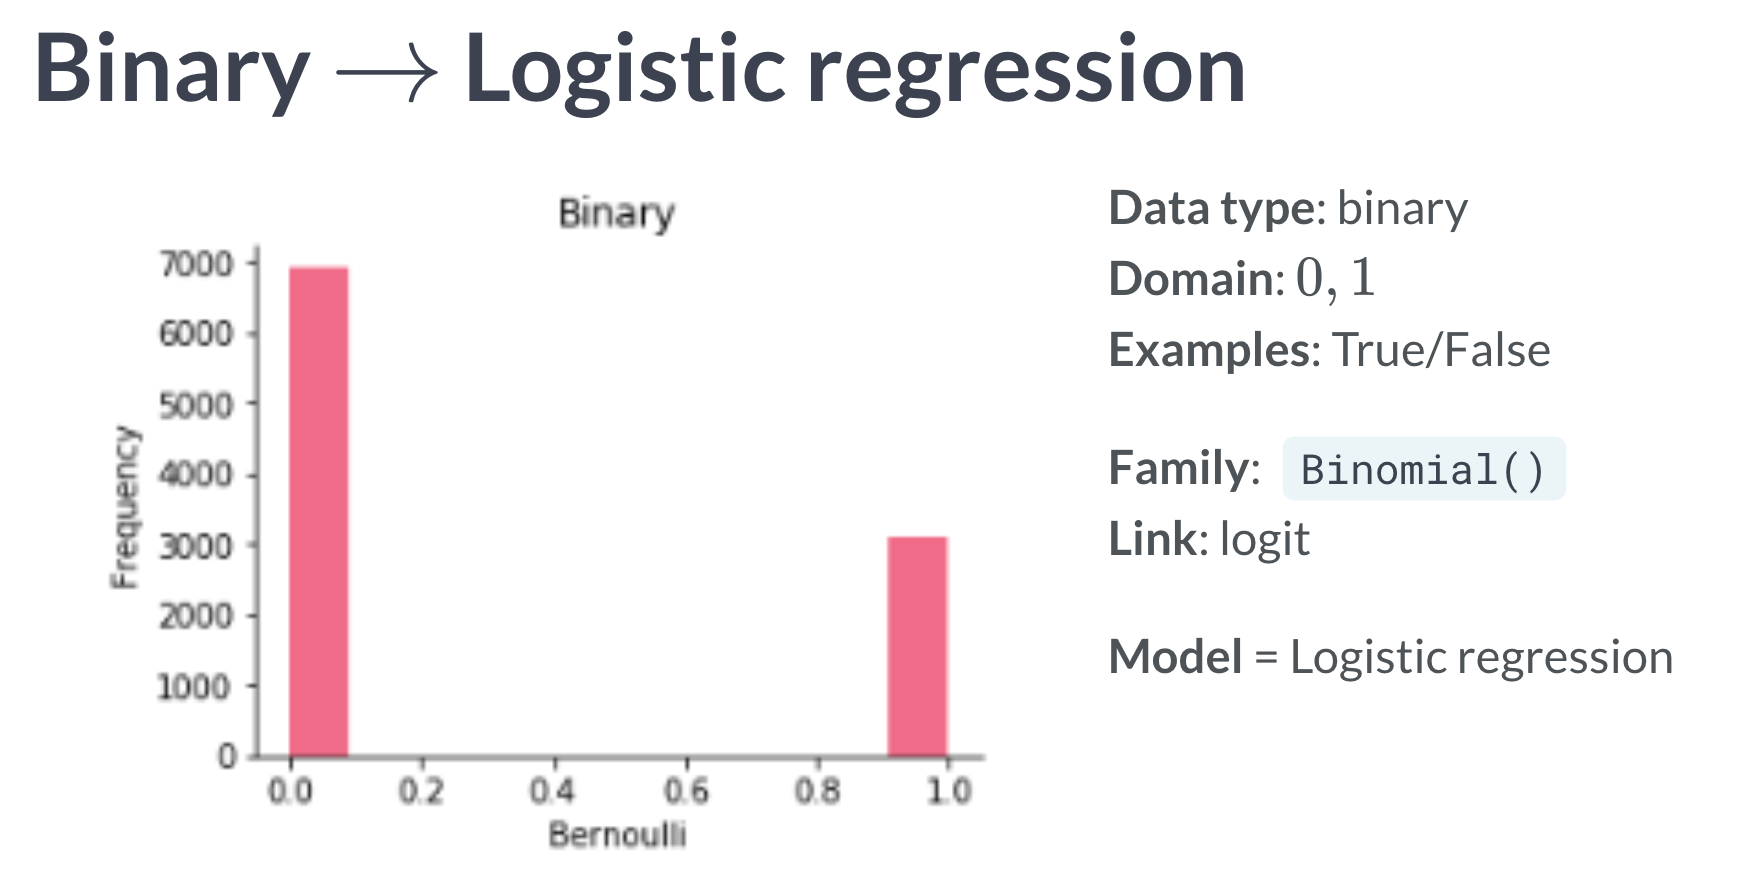 Binary → Logistic regression
Binary
7000
6000
5000
4000
3000
2000
1000
0
Frequency
0.0 0.2 0.4 0.6 0.8 1.0
Bernoulli
Data type: binary
Domain: 0, 1
Examples: True/False
Family: Binomial()
Link: logit
Model = Logistic regression